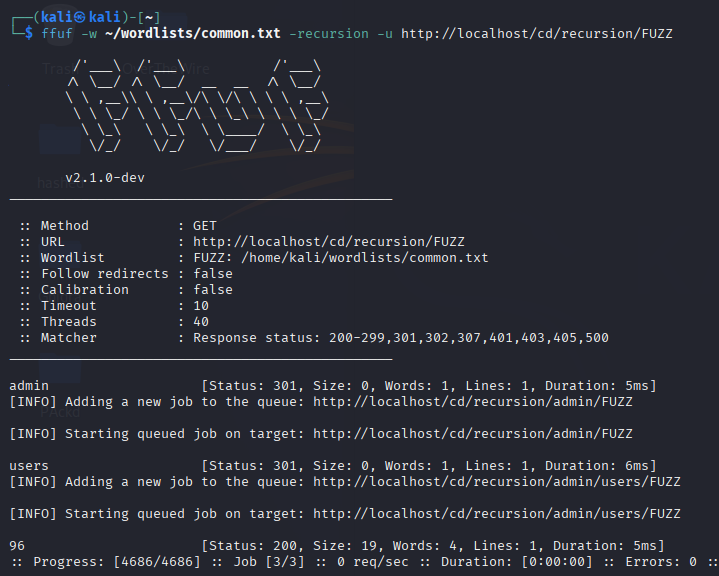 ┌──(kali㉿kali)-[~]
└─$ ffuf -w ~/wordlists/common.txt -recursion -u http://localhost/cd/recursion/FUZZ
v2.1.0-dev
:: Method : GET
:: URL : http://localhost/cd/recursion/FUZZ
:: Wordlist : FUZZ: /home/kali/wordlists/common.txt
:: Follow redirects : false
:: Calibration : false
:: Timeout : 10
:: Threads : 40
:: Matcher : Response status: 200-299,301,302,307,401,403,405,500
admin [Status: 301, Size: 0, Words: 1, Lines: 1, Duration: 5ms]
[INFO] Adding a new job to the queue: http://localhost/cd/recursion/admin/FUZZ
[INFO] Starting queued job on target: http://localhost/cd/recursion/admin/FUZZ
users [Status: 301, Size: 0, Words: 1, Lines: 1, Duration: 6ms]
[INFO] Adding a new job to the queue: http://localhost/cd/recursion/admin/users/FUZZ
[INFO] Starting queued job on target: http://localhost/cd/recursion/admin/users/FUZZ
96 [Status: 200, Size: 19, Words: 4, Lines: 1, Duration: 5ms]
:: Progress: [4686/4686] :: Job [3/3] :: 0 req/sec :: Duration: [0:00:00] :: Errors: 0 ::